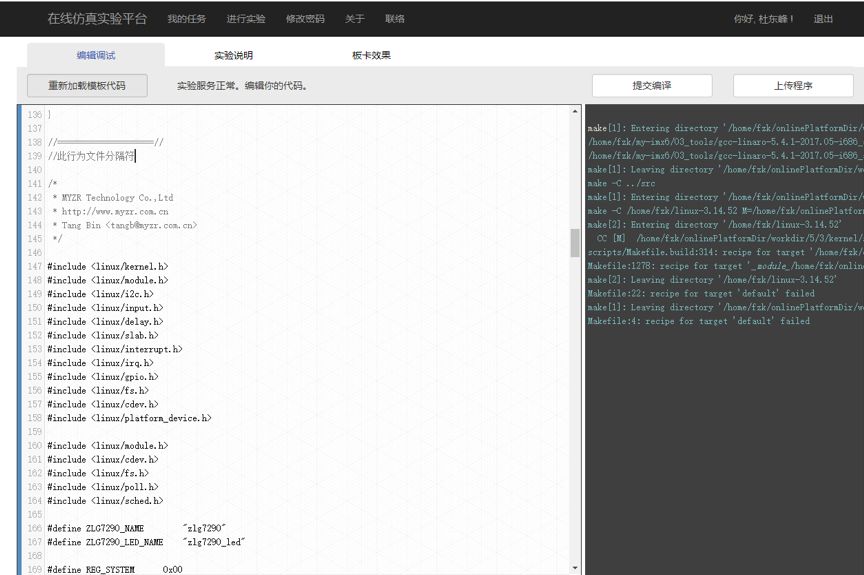 在线仿真实验平台 我的任务 进行实验 修改密码 关于 联络 你好, 杜东峰！ 退出
编辑调试 实验说明 板卡效果
重新加载模板代码 实验服务正常。编辑你的代码。 提交编译 上传程序
136 }
137
138 //═══════════════════//
139 //此行为文件分隔符
140
141 /*
142 * MYZR Technology Co.,Ltd
143 * http://www.myzr.com.cn
144 * Tang Bin <tangb@myzr.com.cn>
145 */
146
147 #include <linux/kernel.h>
148 #include <linux/module.h>
149 #include <linux/i2c.h>
150 #include <linux/input.h>
151 #include <linux/delay.h>
152 #include <linux/slab.h>
153 #include <linux/interrupt.h>
154 #include <linux/irq.h>
155 #include <linux/gpio.h>
156 #include <linux/fs.h>
157 #include <linux/cdev.h>
158 #include <linux/platform_device.h>
159
160 #include <linux/module.h>
161 #include <linux/cdev.h>
162 #include <linux/fs.h>
163 #include <linux/poll.h>
164 #include <linux/sched.h>
165
166 #define ZLG7290_NAME "zlg7290"
167 #define ZLG7290_LED_NAME "zlg7290_led"
168
169 #define REG_SYSTEM 0x00
make[1]: Entering directory '/home/fzk/onlinePlatformDir/w
/home/fzk/my-imx6/03_tools/gcc-linaro-5.4.1-2017.05-i686_
/home/fzk/my-imx6/03_tools/gcc-linaro-5.4.1-2017.05-i686_
make[1]: Leaving directory '/home/fzk/onlinePlatformDir/wo
make -C ../src
make[1]: Entering directory '/home/fzk/onlinePlatformDir/w
make -C /home/fzk/linux-3.14.52 M=/home/fzk/onlinePlatfor
make[2]: Entering directory '/home/fzk/linux-3.14.52'
CC [M] /home/fzk/onlinePlatformDir/workdir/5/3/kernel/
scripts/Makefile.build:314: recipe for target '/home/fzk/
Makefile:1278: recipe for target '_module_/home/fzk/onlin
make[2]: Leaving directory '/home/fzk/linux-3.14.52'
Makefile:22: recipe for target 'default' failed
make[1]: Leaving directory '/home/fzk/onlinePlatformDir/wo
Makefile:4: recipe for target 'default' failed